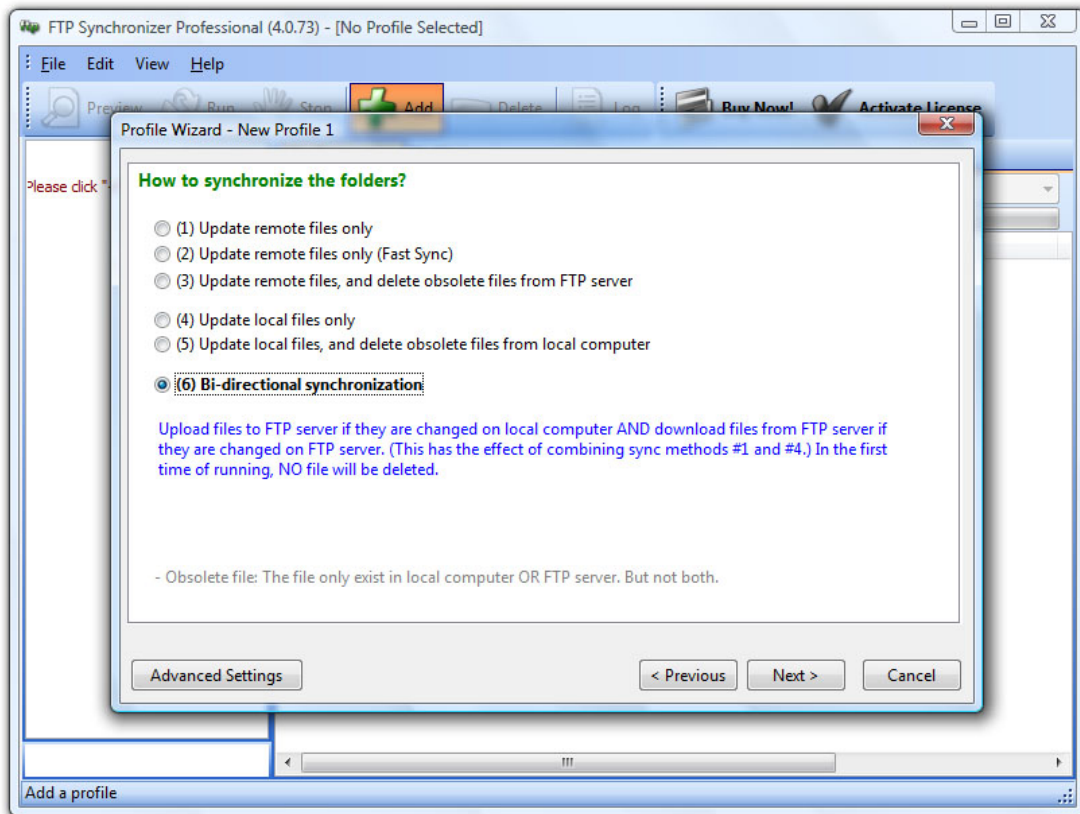 FTP Synchronizer Professional (4.0.73) - [No Profile Selected]
File Edit View Help
Preview Run Stop Add Delete Log Buy Now! Activate License
Profile Wizard - New Profile 1
Please click "
How to synchronize the folders?
(1) Update remote files only
(2) Update remote files only (Fast Sync)
(3) Update remote files, and delete obsolete files from FTP server
(4) Update local files only
(5) Update local files, and delete obsolete files from local computer
(6) Bi-directional synchronization
Upload files to FTP server if they are changed on local computer AND download files from FTP server if
they are changed on FTP server. (This has the effect of combining sync methods #1 and #4.) In the first
time of running, NO file will be deleted.
- Obsolete file: The file only exist in local computer OR FTP server. But not both.
Advanced Settings < Previous Next > Cancel
Add a profile